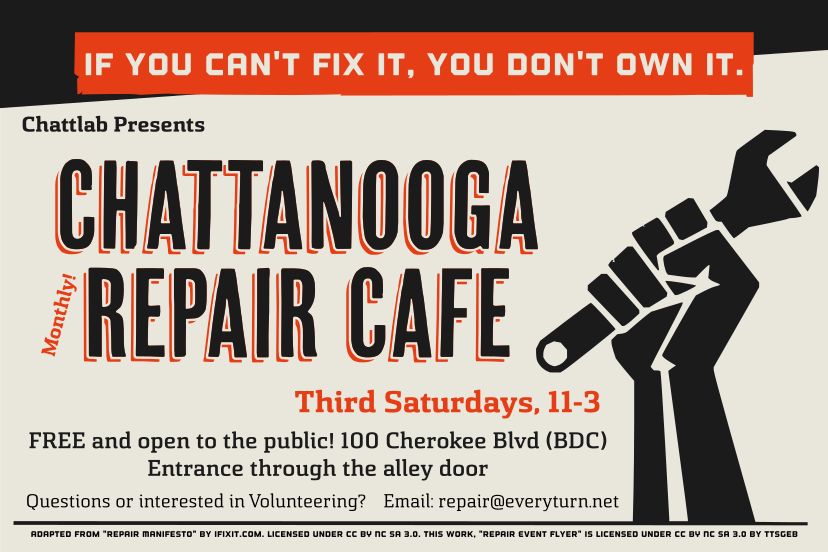 IF YOU CAN'T FIX IT, YOU DON'T OWN IT.
Chattlab Presents
CHATTANOOGA
Monthly!
REPAIR CAFE
Third Saturdays, 11-3
FREE and open to the public! 100 Cherokee Blvd (BDC)
Entrance through the alley door
Questions or interested in Volunteering? Email: repair@everyturn.net
ADAPTED FROM "REPAIR MANIFESTO" BY IFIXIT.COM. LICENSED UNDER CC BY NC SA 3.0. THIS WORK, "REPAIR EVENT FLYER" IS LICENSED UNDER CC BY NC SA 3.0 BY TTSGEB